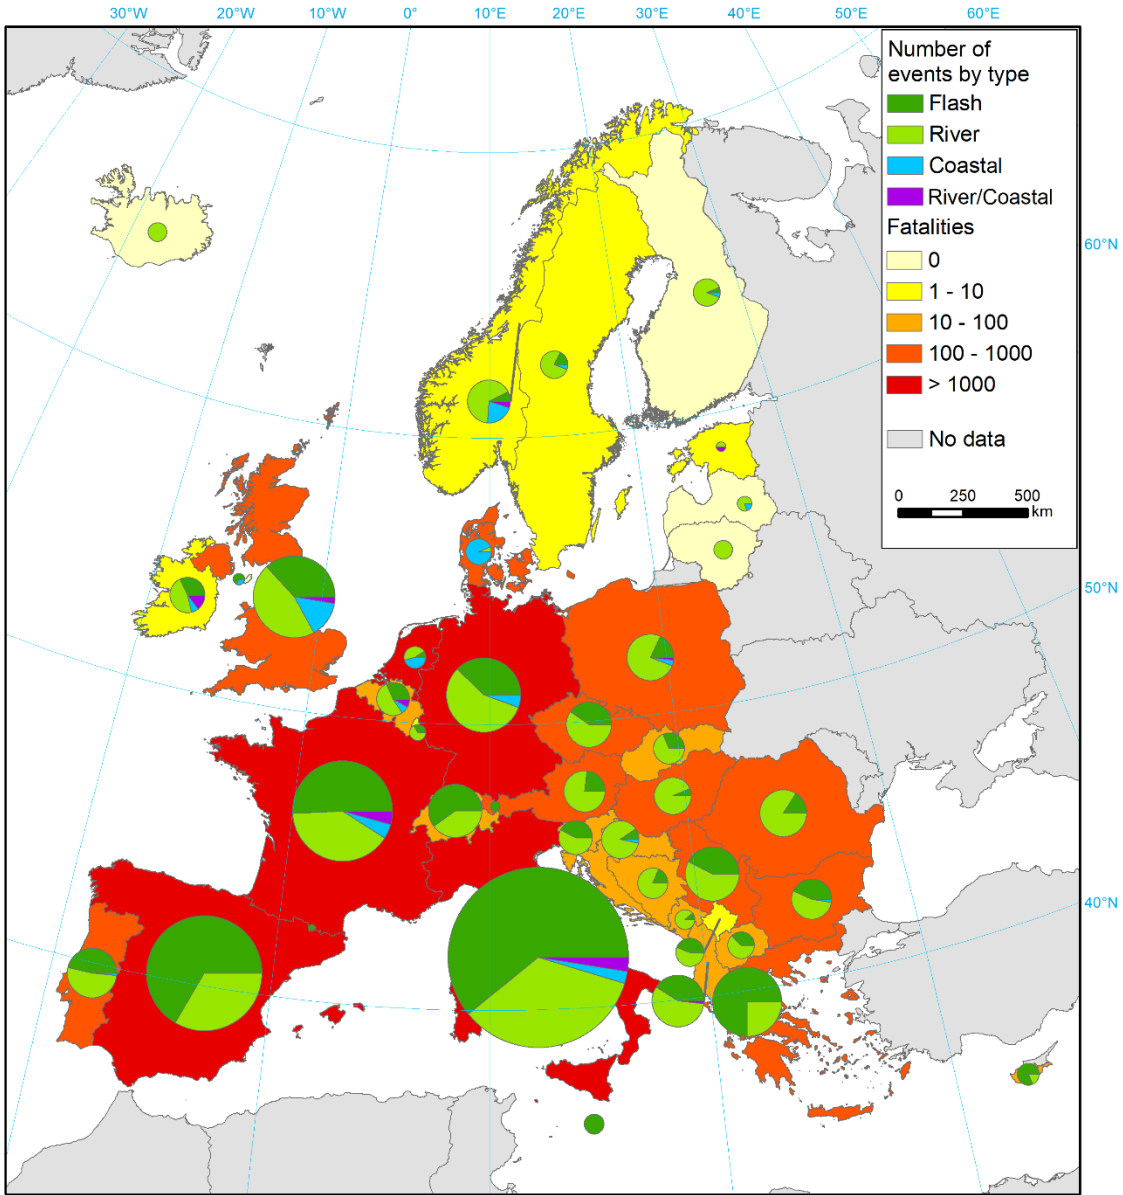 30°W 20°W 10°W 0° 10°E 20°E 30°E 40°E 50°E 60°E
Number of
events by type
Flash
River
Coastal
River/Coastal
Fatalities
0
1 - 10
10 - 100
100 - 1000
> 1000
No data
0 250 500
km
60°N
50°N
40°N